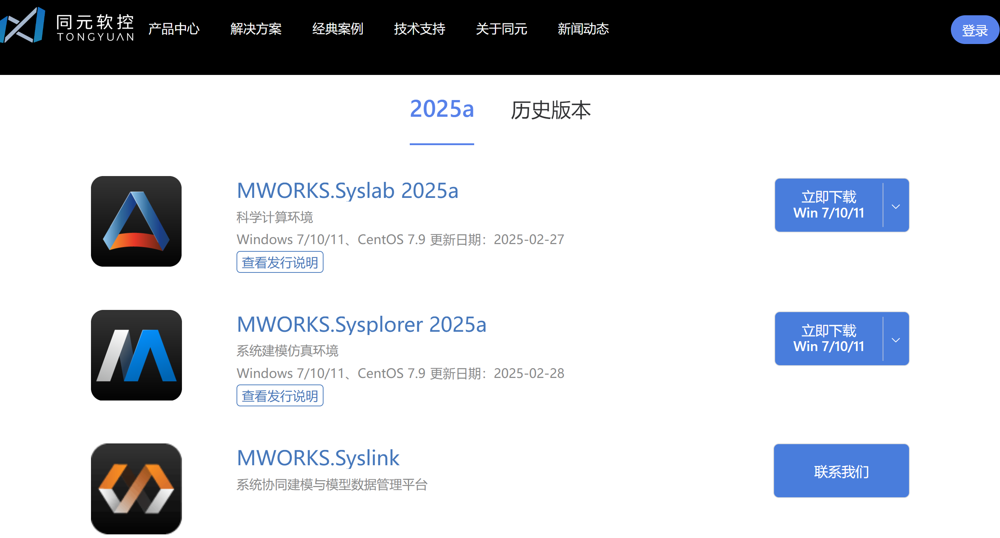 同元软控
TONGYUAN
产品中心
解决方案
经典案例
技术支持
关于同元
新闻动态
登录
2025a
历史版本
MWORKS.Syslab 2025a
科学计算环境
Windows 7/10/11、CentOS 7.9 更新日期：2025-02-27
查看发行说明
立即下载
Win 7/10/11
MWORKS.Sysplorer 2025a
系统建模仿真环境
Windows 7/10/11、CentOS 7.9 更新日期：2025-02-28
查看发行说明
立即下载
Win 7/10/11
MWORKS.Syslink
系统协同建模与模型数据管理平台
联系我们